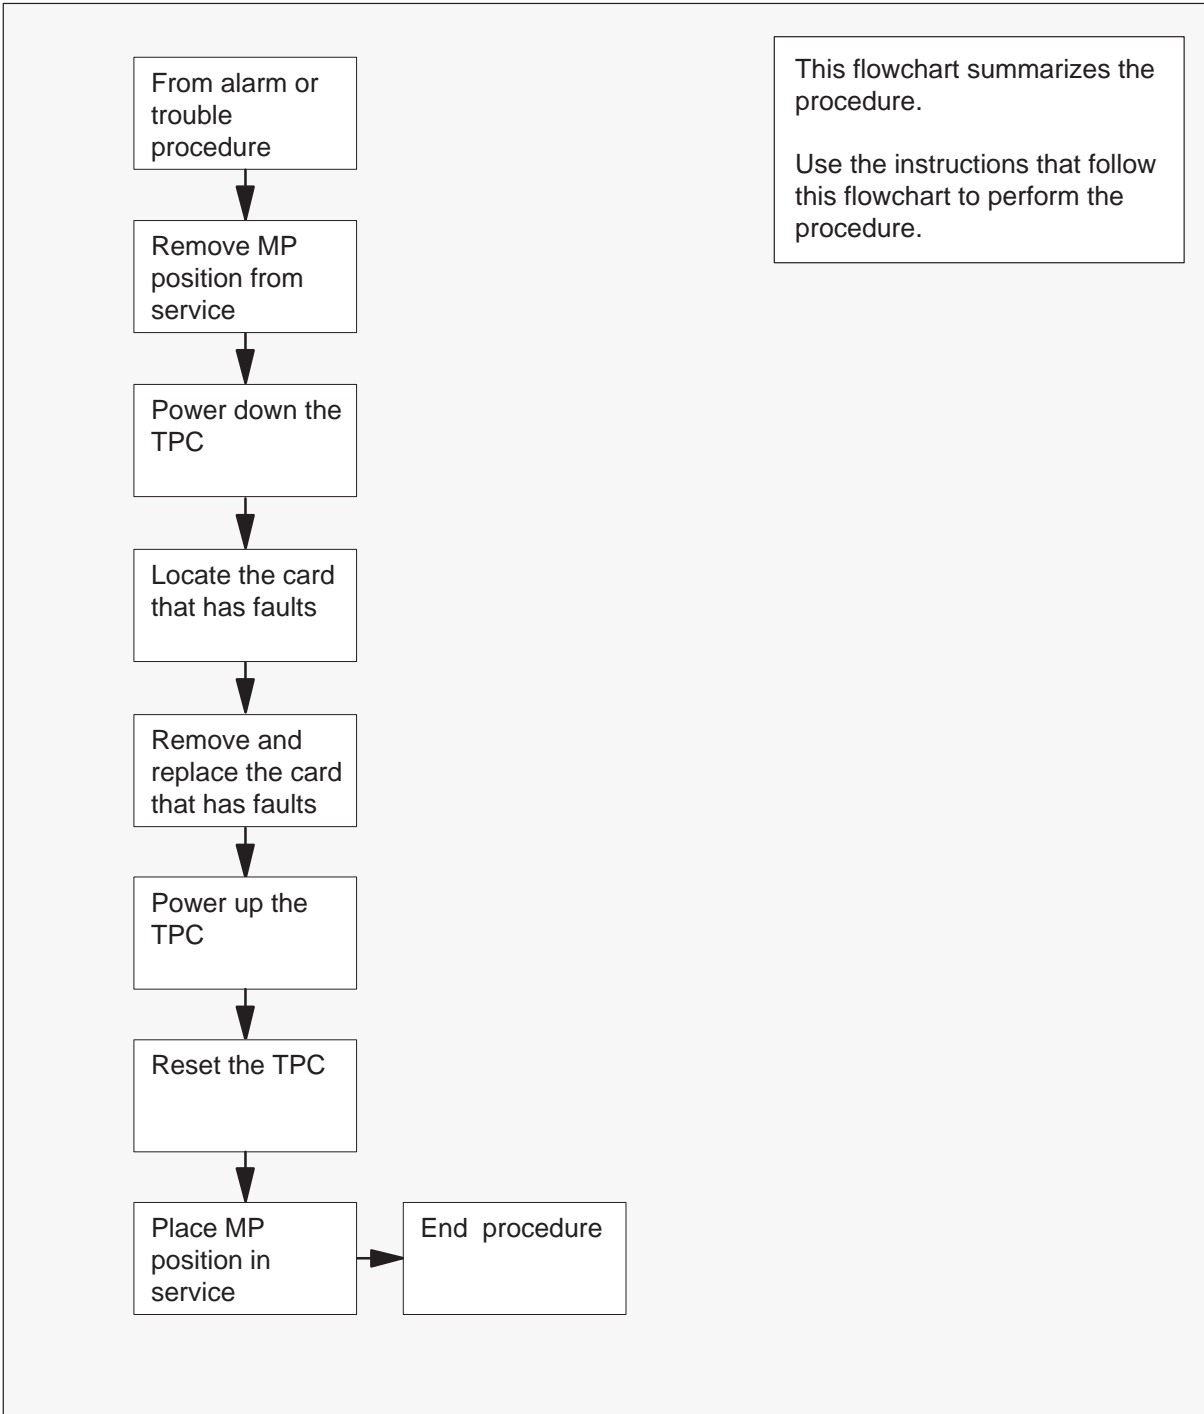 From alarm or
trouble
procedure
This flowchart summarizes the
procedure.
Use the instructions that follow
this flowchart to perform the
procedure.
Remove MP
position from
service
Power down the
TPC
Locate the card
that has faults
Remove and
replace the card
that has faults
Power up the
TPC
Reset the TPC
Place MP
position in
service
End procedure